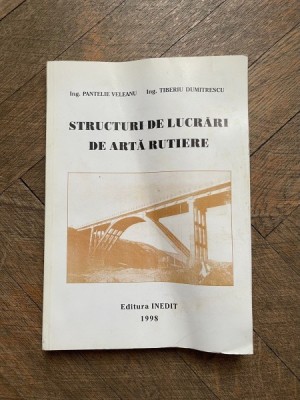 Ing. PANTELIE VELEANU Ing. TIBERIU DUMITRESCU
STRUCTURI DE LUCRĂRI
DE ARTĂ RUTIERE
Editura INEDIT
1998